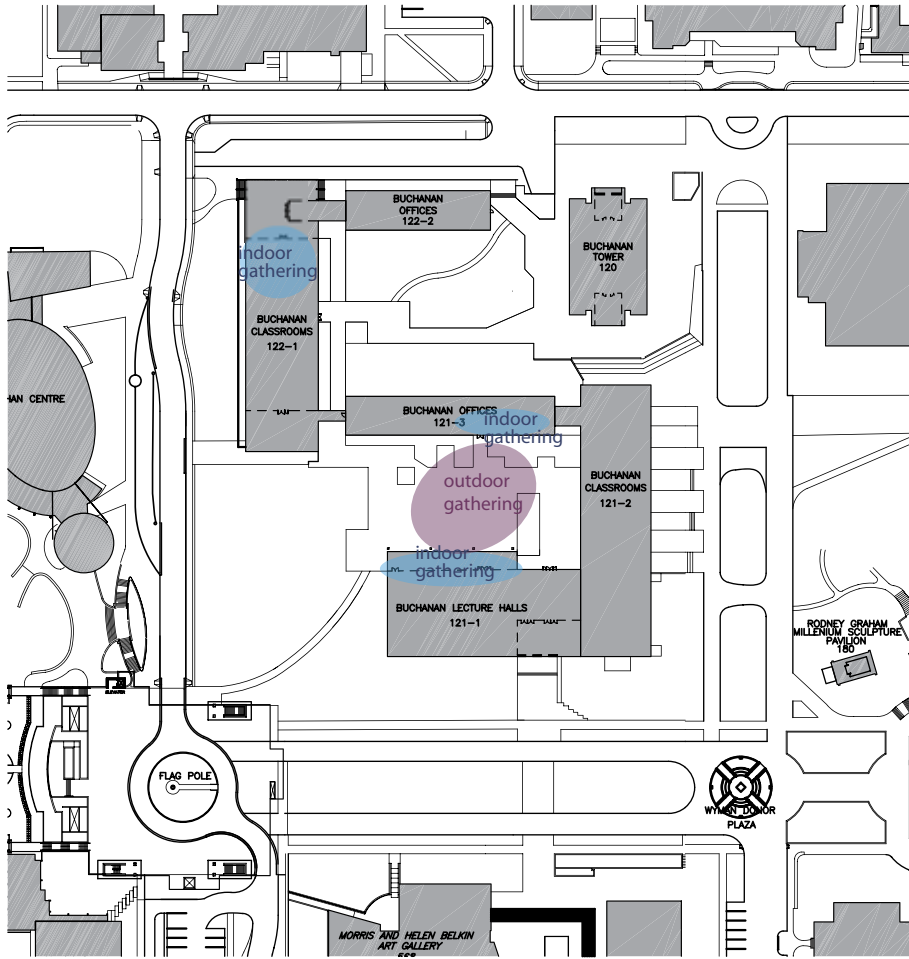 BUCHANAN
OFFICES
122-2
BUCHANAN
TOWER
120
indoor
gathering
BUCHANAN
CLASSROOMS
122-1
HAN CENTRE
BUCHANAN OFFICES
121-3
indoor
gathering
outdoor
gathering
BUCHANAN
CLASSROOMS
121-2
indoor
gathering
BUCHANAN LECTURE HALLS
121-1
RODNEY GRAHAM
MILLENIUM SCULPTURE
PAVILION
180
FLAG POLE
WYMAN DONOR
PLAZA
MORRIS AND HELEN BELKIN
ART GALLERY